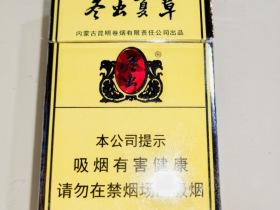 冬虫夏草
内蒙古昆明卷烟有限责任公司出品
冬虫
®
本公司提示
吸烟有害健康
请勿在禁烟场所吸烟